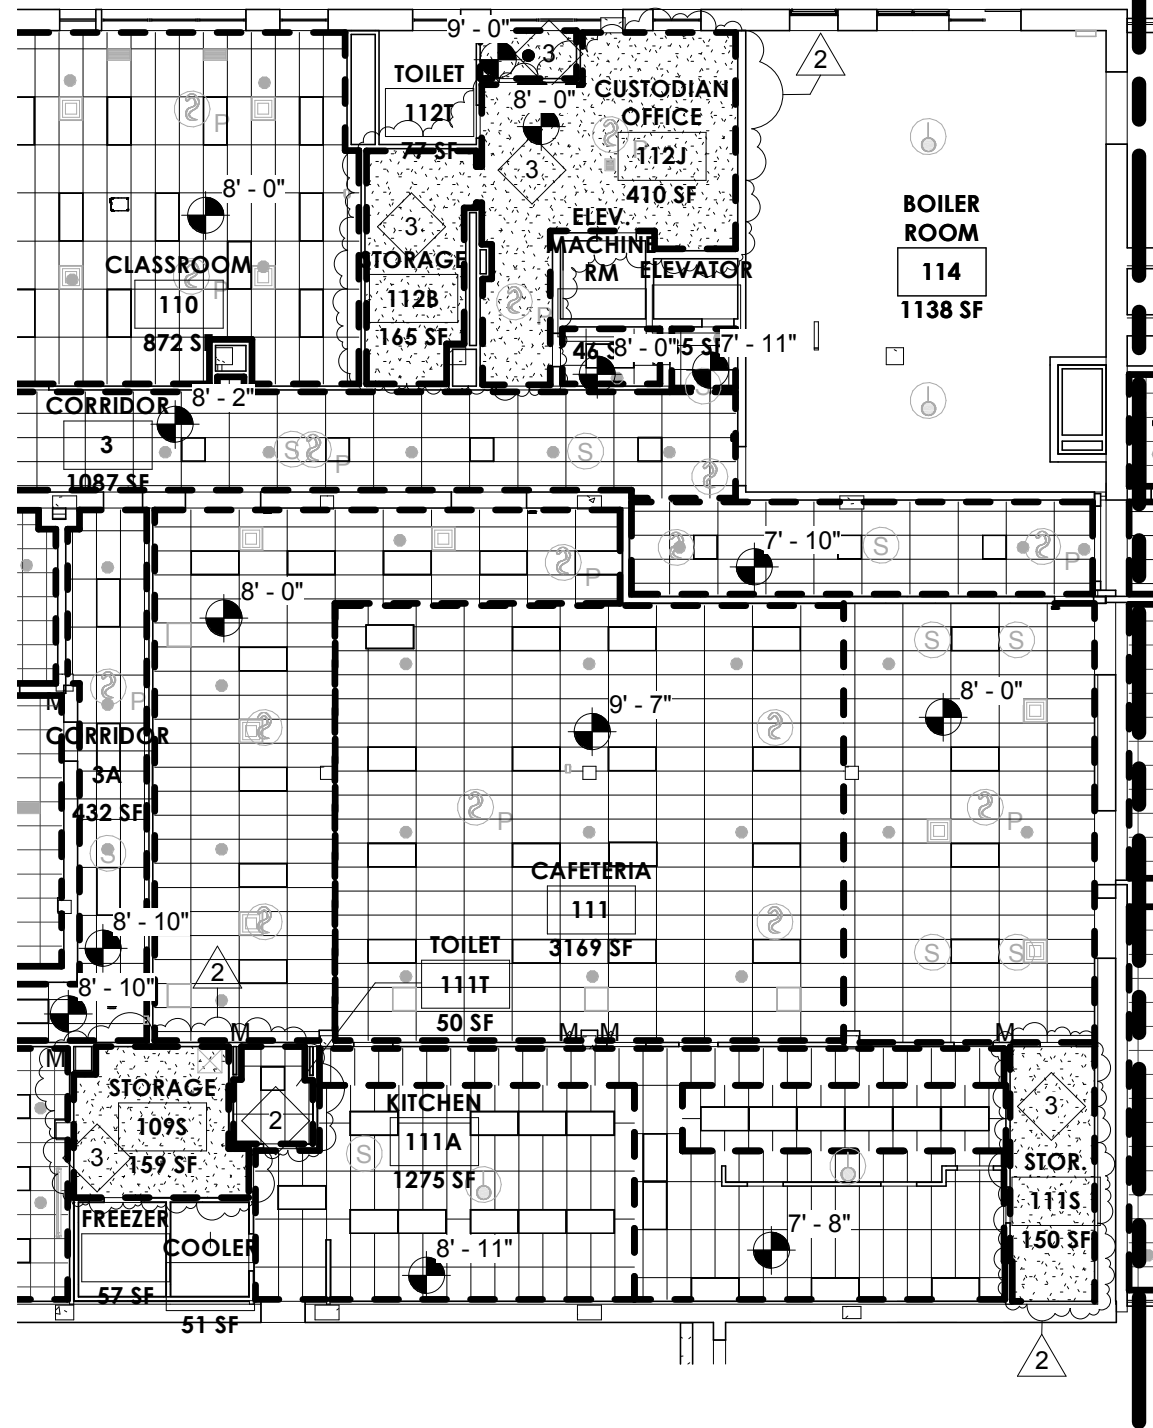 9' - 0"
3
2
TOILET
112T
77 SF
8' - 0"
CUSTODIAN
OFFICE
112J
410 SF
P
3
P
8' - 0"
BOILER
ROOM
114
1138 SF
3
ELEV.
MACHINE
RM
ELEVATOR
STORAGE
112B
165 SF
P
CLASSROOM
110
872 S
P
46 S
8' - 0"
5 SF
7' - 11"
S
8' - 2"
CORRIDOR
3
1087 SF
S
P
S
7' - 10"
S
P
P
8' - 0"
S
S
9' - 7"
8' - 0"
P
M
CORRIDOR
3A
432 SF
S
P
P
CAFETERIA
111
3169 SF
8' - 10"
TOILET
111T
50 SF
S
S
2
8' - 10"
M
M
M
M
M
STORAGE
109S
159 SF
3
2
KITCHEN
111A
1275 SF
S
3
STOR.
111S
150 SF
FREEZER
57 SF
COOLER
51 SF
8' - 11"
7' - 8"
2